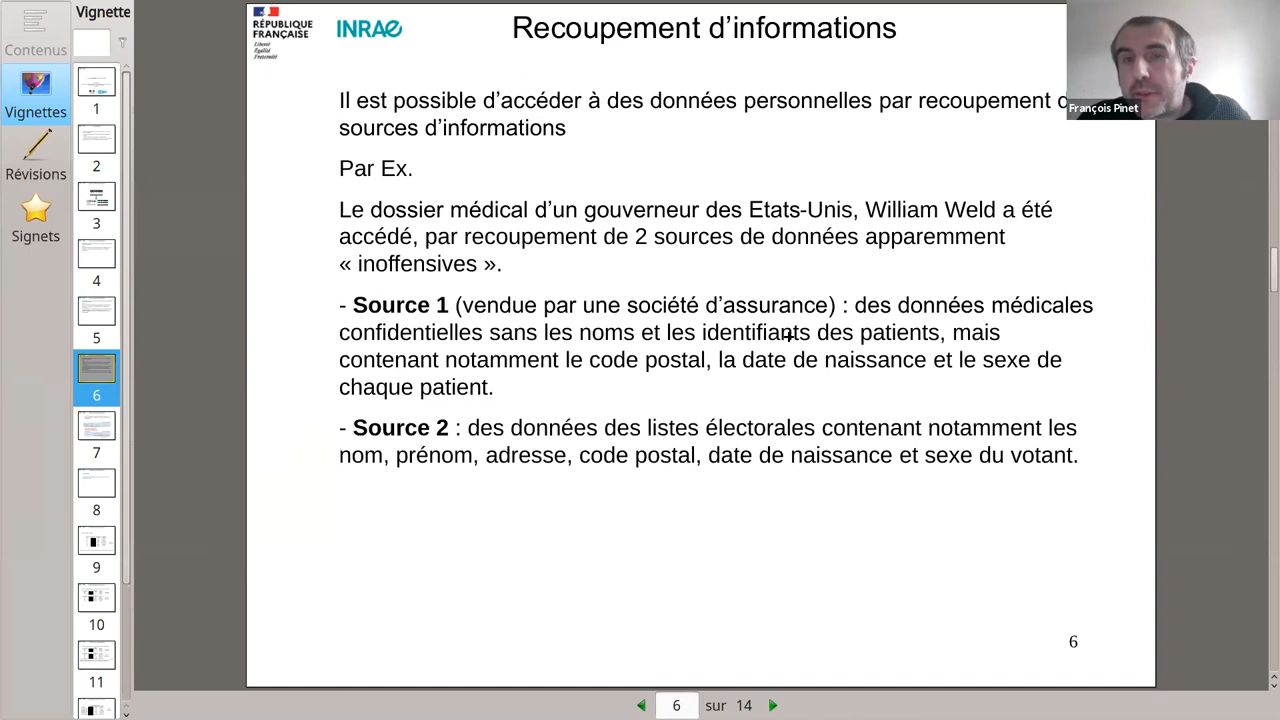 Contenus
Vignettes
Révisions
Signets
Vignette
1
2
3
4
5
6
7
8
9
10
11
RÉPUBLIQUE
FRANÇAISE
Liberté
Égalité
Fraternité
INRAE
Recoupement d’informations
François Pinet
Il est possible d’accéder à des données personnelles par recoupement
sources d’informations
Par Ex.
Le dossier médical d’un gouverneur des Etats-Unis, William Weld a été
accédé, par recoupement de 2 sources de données apparemment
« inoffensives ».
- Source 1 (vendue par une société d’assurance) : des données médicales
confidentielles sans les noms et les identifiants des patients, mais
contenant notamment le code postal, la date de naissance et le sexe de
chaque patient.
- Source 2 : des données des listes électorales contenant notamment les
nom, prénom, adresse, code postal, date de naissance et sexe du votant.
6
6 sur 14